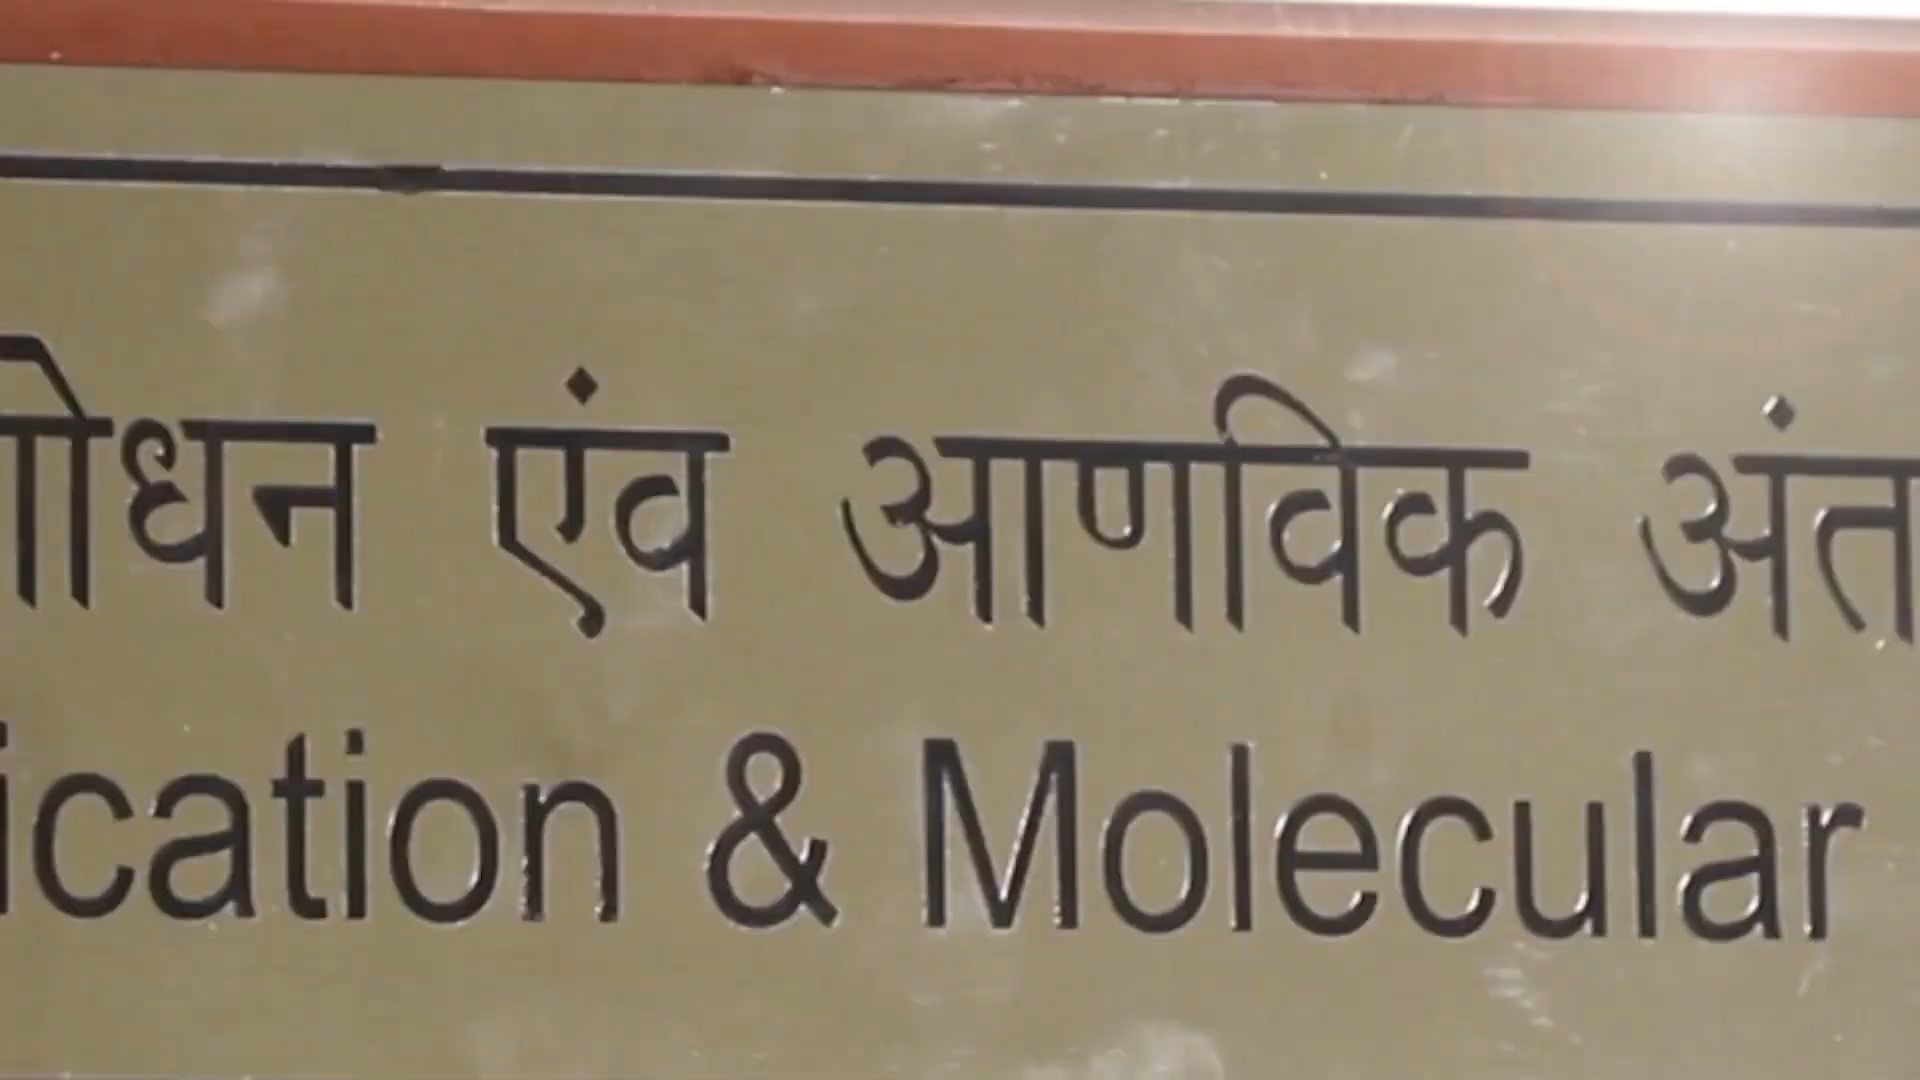 ोधन एंव आणविक अंत
ication & Molecular